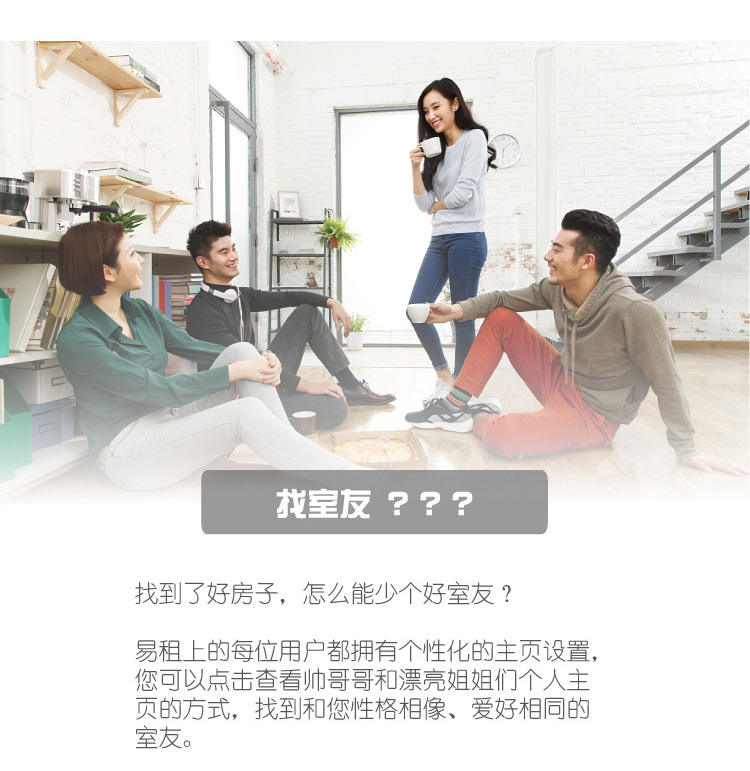 找室友 ？？？
找到了好房子，怎么能少个好室友？
易租上的每位用户都拥有个性化的主页设置，
您可以点击查看帅哥哥和漂亮姐姐们个人主
页的方式，找到和您性格相像、爱好相同的
室友。